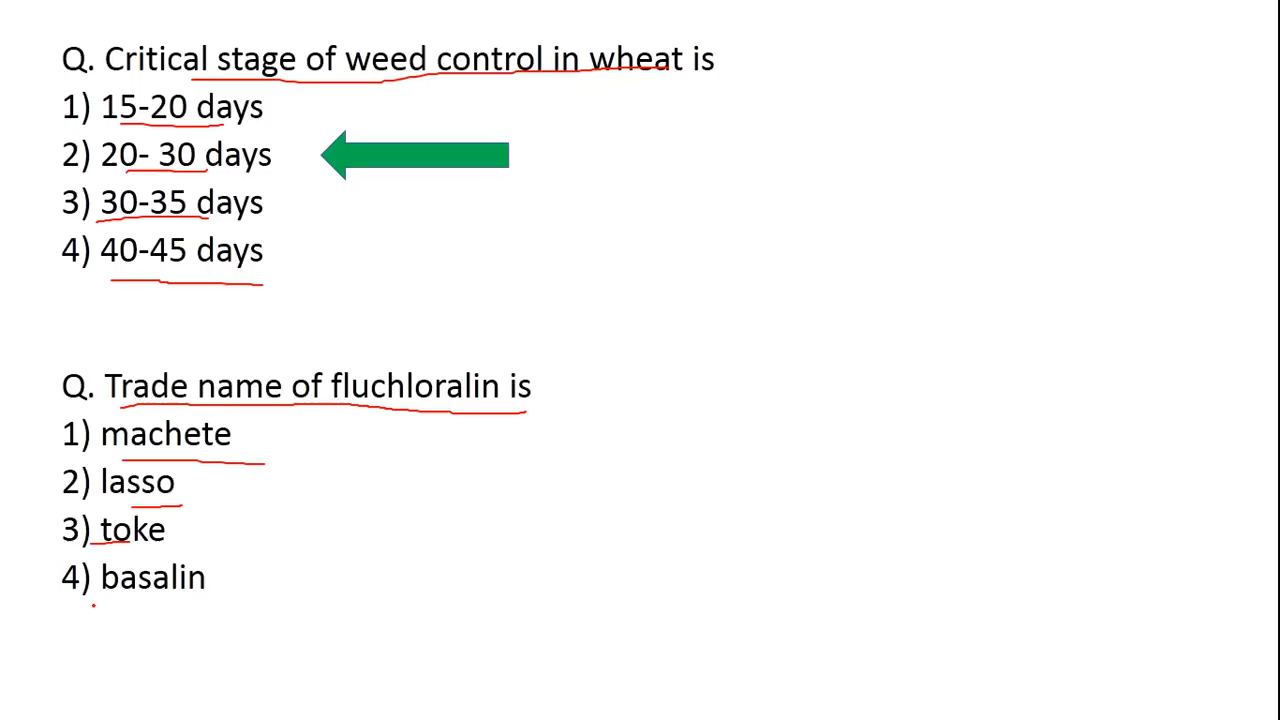 Q. Critical stage of weed control in wheat is
1) 15-20 days
2) 20- 30 days
3) 30-35 days
4) 40-45 days
Q. Trade name of fluchloralin is
1) machete
2) lasso
3) toke
4) basalin